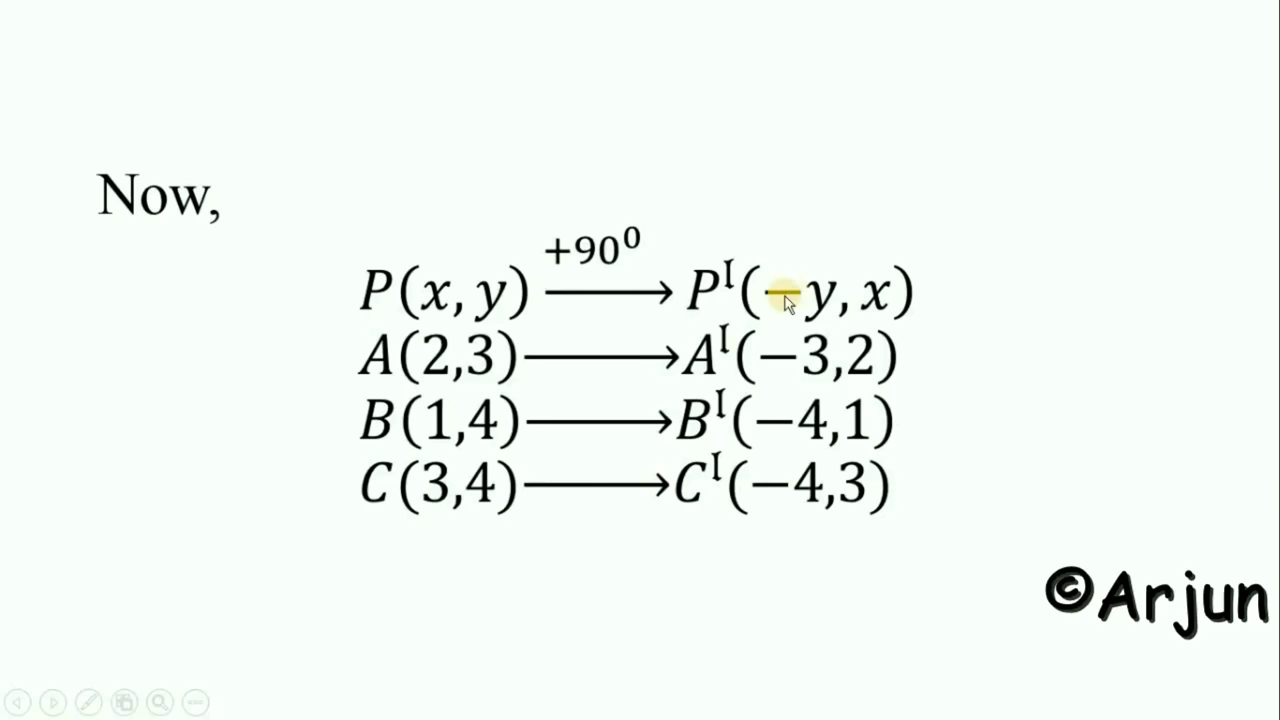 Now,
+90⁰
P(x, y) ⟶ Pᴵ(−y, x)
A(2,3) ⟶ Aᴵ(−3,2)
B(1,4) ⟶ Bᴵ(−4,1)
C(3,4) ⟶ Cᴵ(−4,3)
©Arjun